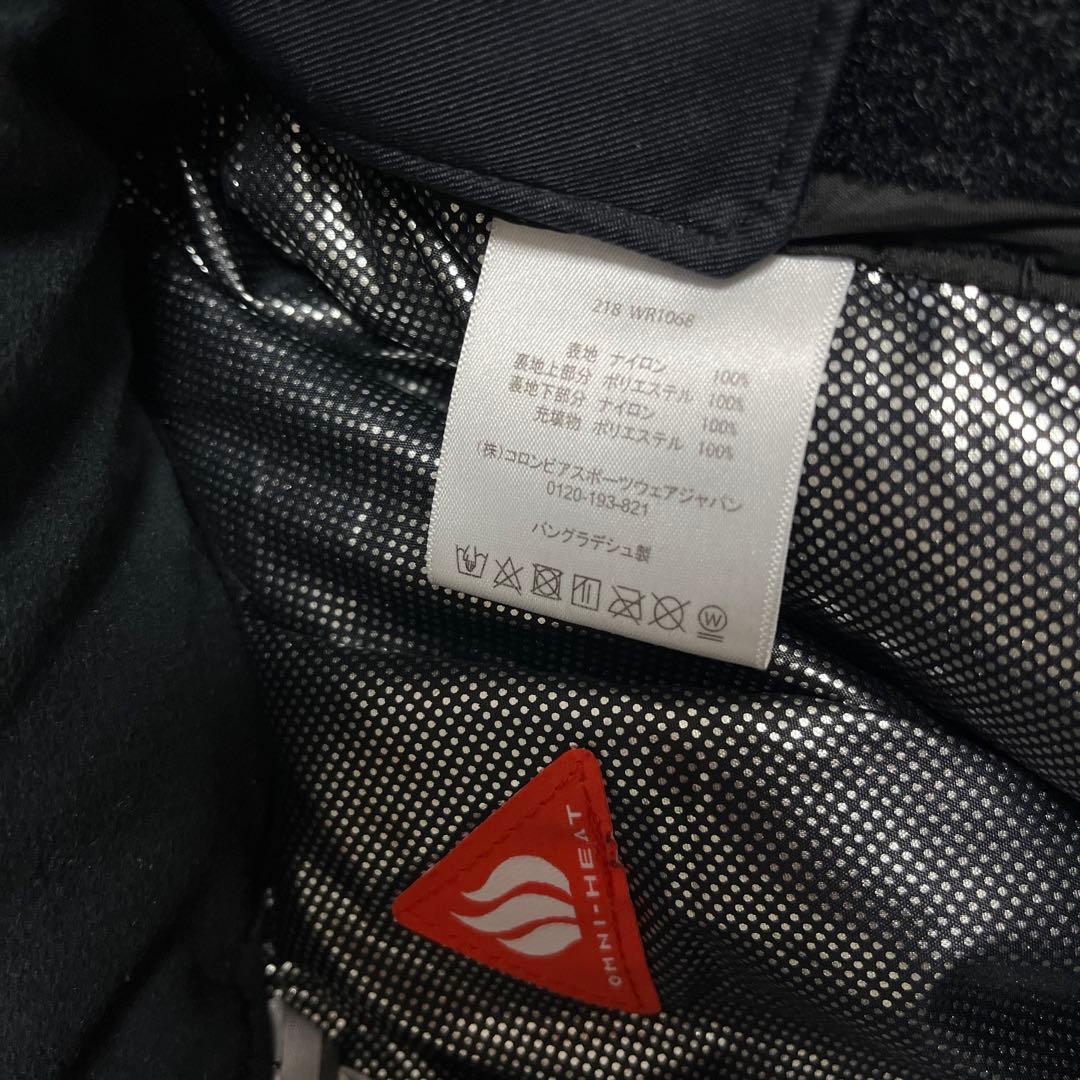 218 WR1068
表地 ナイロン 100%
裏地上部分 ポリエステル 100%
裏地下部分 ナイロン 100%
充填物 ポリエステル 100%
(株)コロンビアスポーツウェアジャパン
0120-193-821
バングラデシュ製
W
OMNI-HEAT